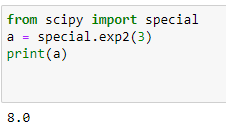 from scipy import special
a = special.exp2(3)
print(a)
8.0